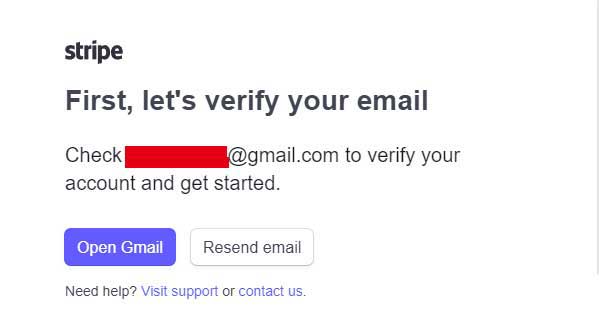 stripe
First, let's verify your email
Check @gmail.com to verify your
account and get started.
Open Gmail
Resend email
Need help? Visit support or contact us.